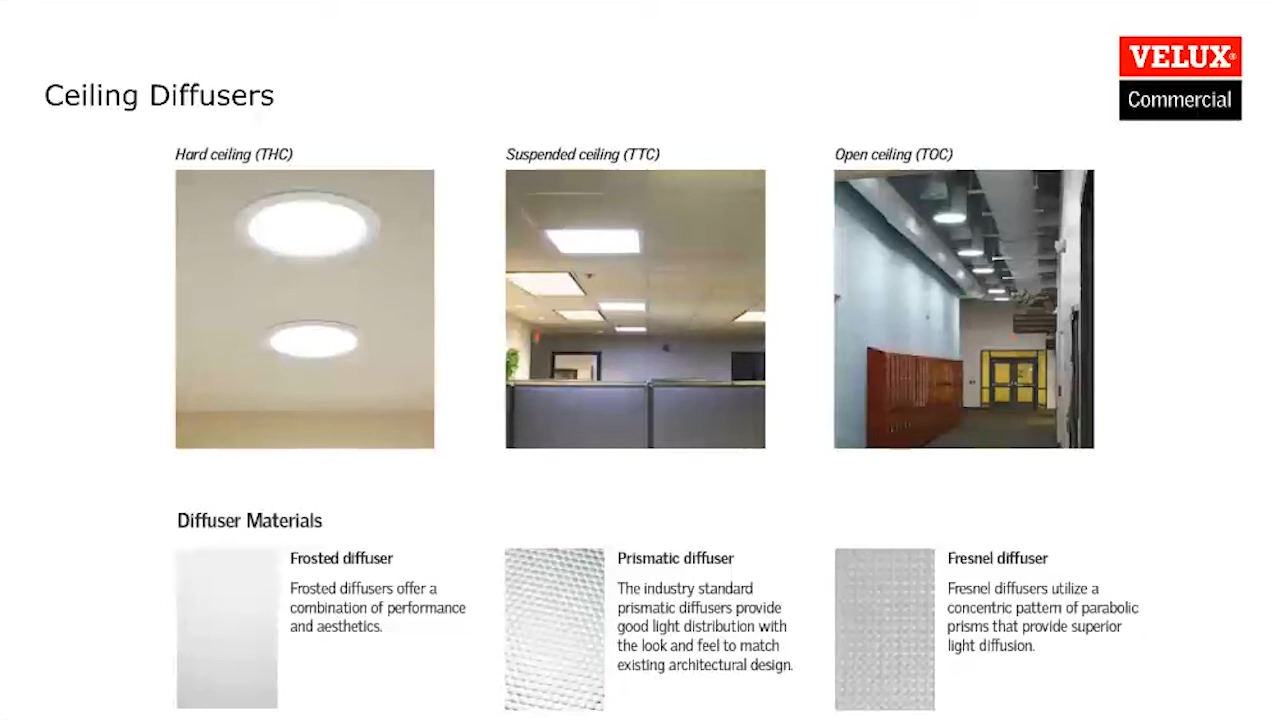 VELUX®
Commercial
Ceiling Diffusers
Hard ceiling (THC)
Suspended ceiling (TTC)
Open ceiling (TOC)
Diffuser Materials
Frosted diffuser
Frosted diffusers offer a
combination of performance
and aesthetics.
Prismatic diffuser
The industry standard
prismatic diffusers provide
good light distribution with
the look and feel to match
existing architectural design.
Fresnel diffuser
Fresnel diffusers utilize a
concentric pattern of parabolic
prisms that provide superior
light diffusion.